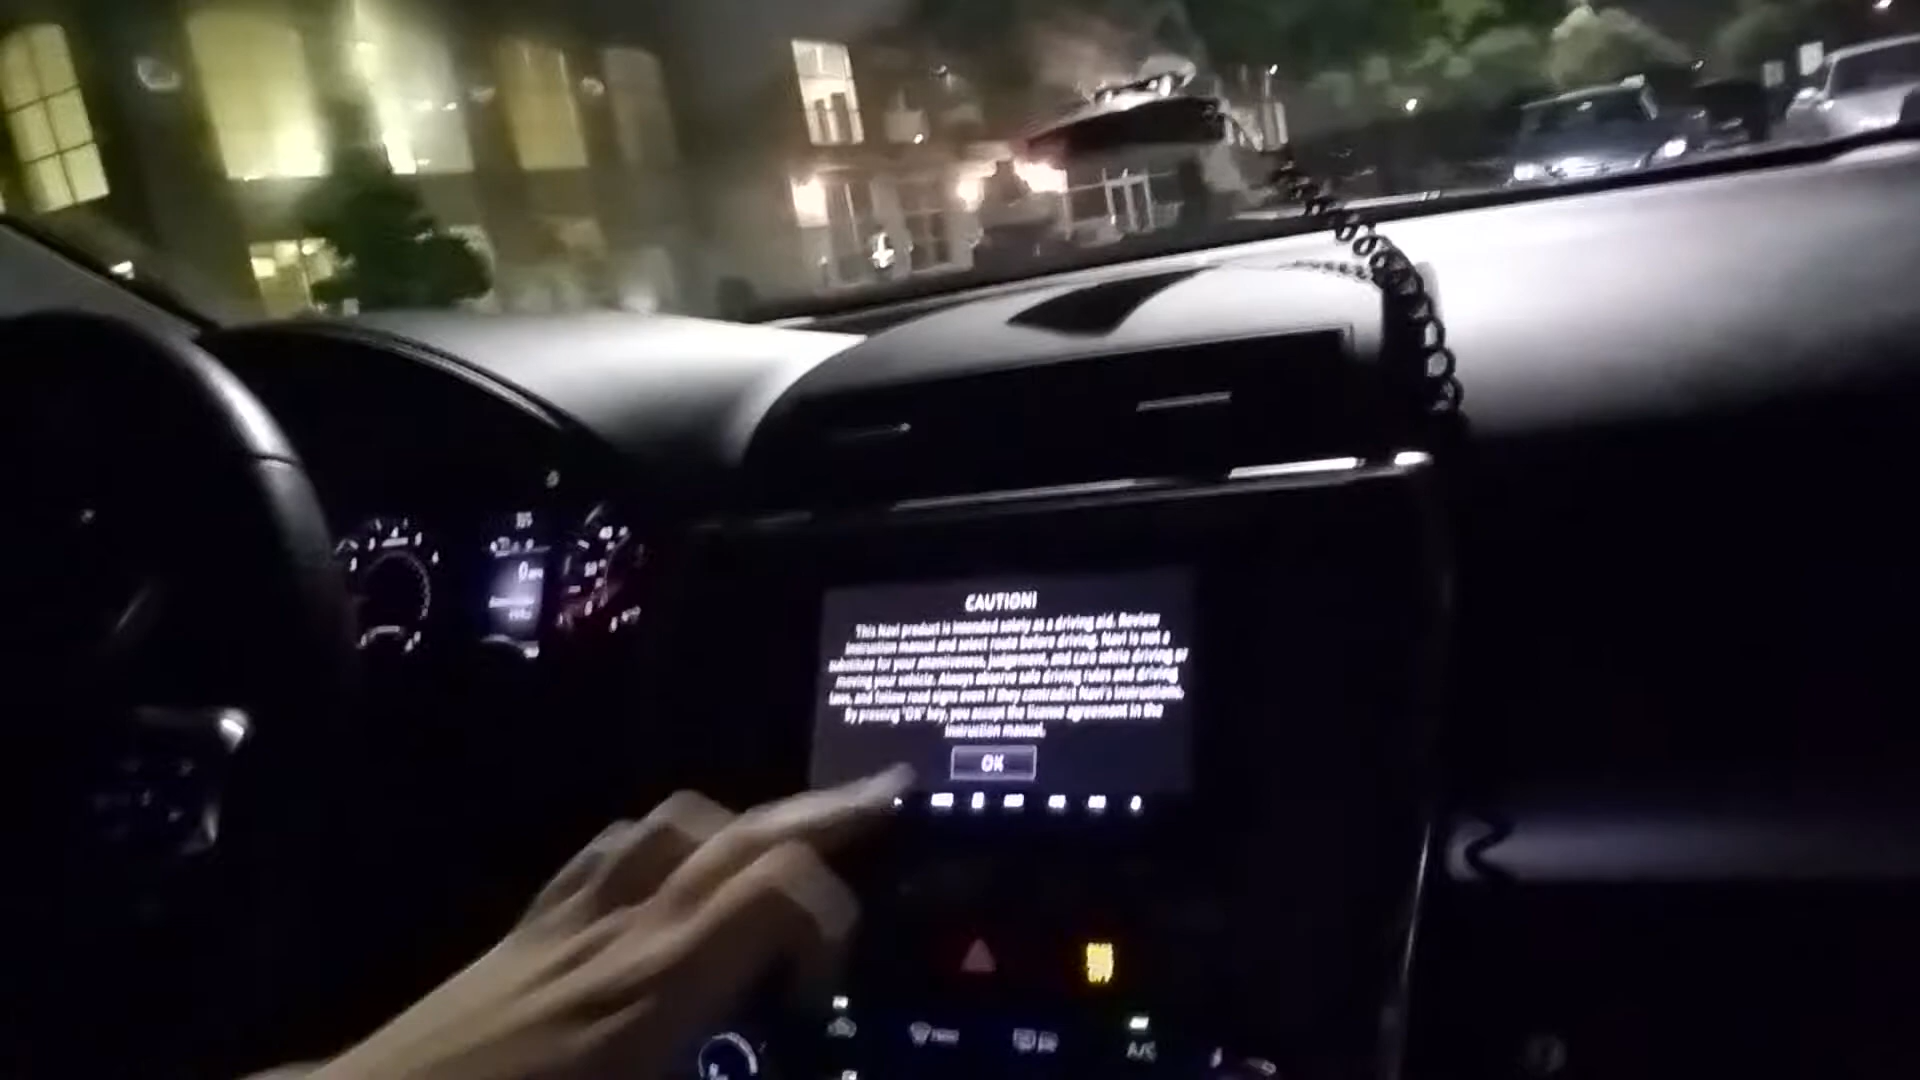 CAUTION!
This Navi product is intended solely as a driving aid. Review
instruction manual and select route before driving. Navi is not a
substitute for your attentiveness, judgement, and care while driving or
moving your vehicle. Always observe safe driving rules and driving
laws, and follow road signs even if they contradict Navi's instructions.
By pressing "OK" key, you accept the license agreement in the
instruction manual.
OK
0
A/C